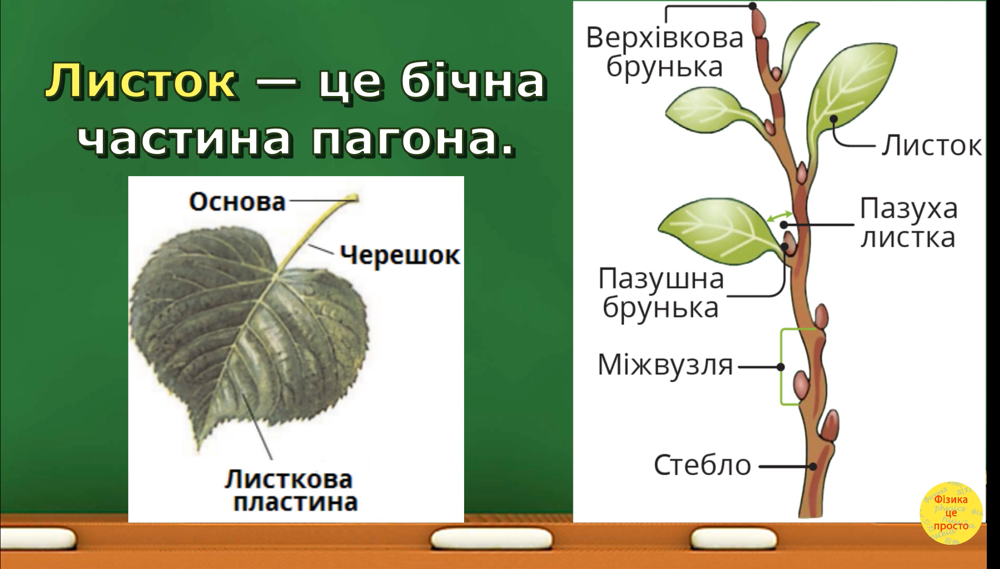 Листок — це бічна
частина пагона.
Основа
Черешок
Листкова
пластина
Верхівкова
брунька
Листок
Пазуха
листка
Пазушна
брунька
Міжвузля
Стебло
Фізика
це
просто
physics